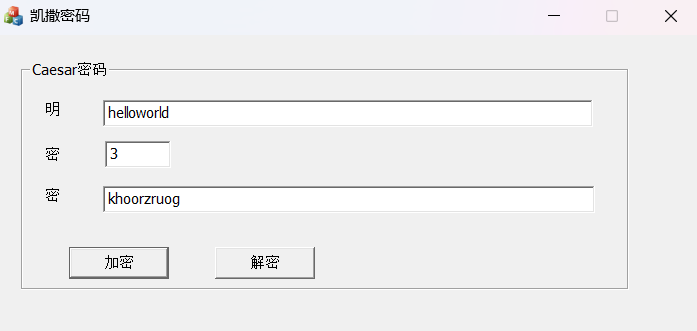 凯撒密码
Caesar密码
明 helloworld
密 3
密 khoorzruog
加密 解密